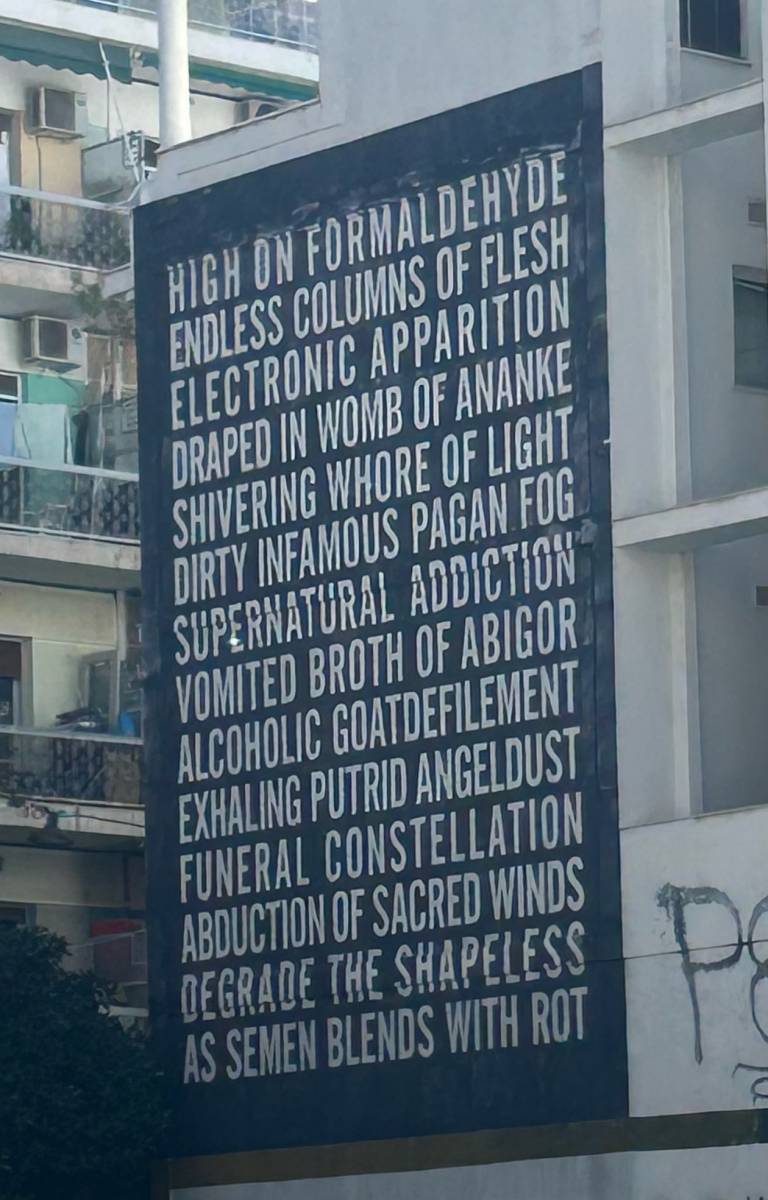 HIGH ON FORMALDEHYDE
ENDLESS COLUMNS OF FLESH
ELECTRONIC APPARITION
DRAPED IN WOMB OF ANANKE
SHIVERING WHORE OF LIGHT
DIRTY INFAMOUS PAGAN FOG
SUPERNATURAL ADDICTION
VOMITED BROTH OF ABIGOR
ALCOHOLIC GOATDEFILEMENT
EXHALING PUTRID ANGELDUST
FUNERAL CONSTELLATION
ABDUCTION OF SACRED WINDS
DEGRADE THE SHAPELESS
AS SEMEN BLENDS WITH ROT